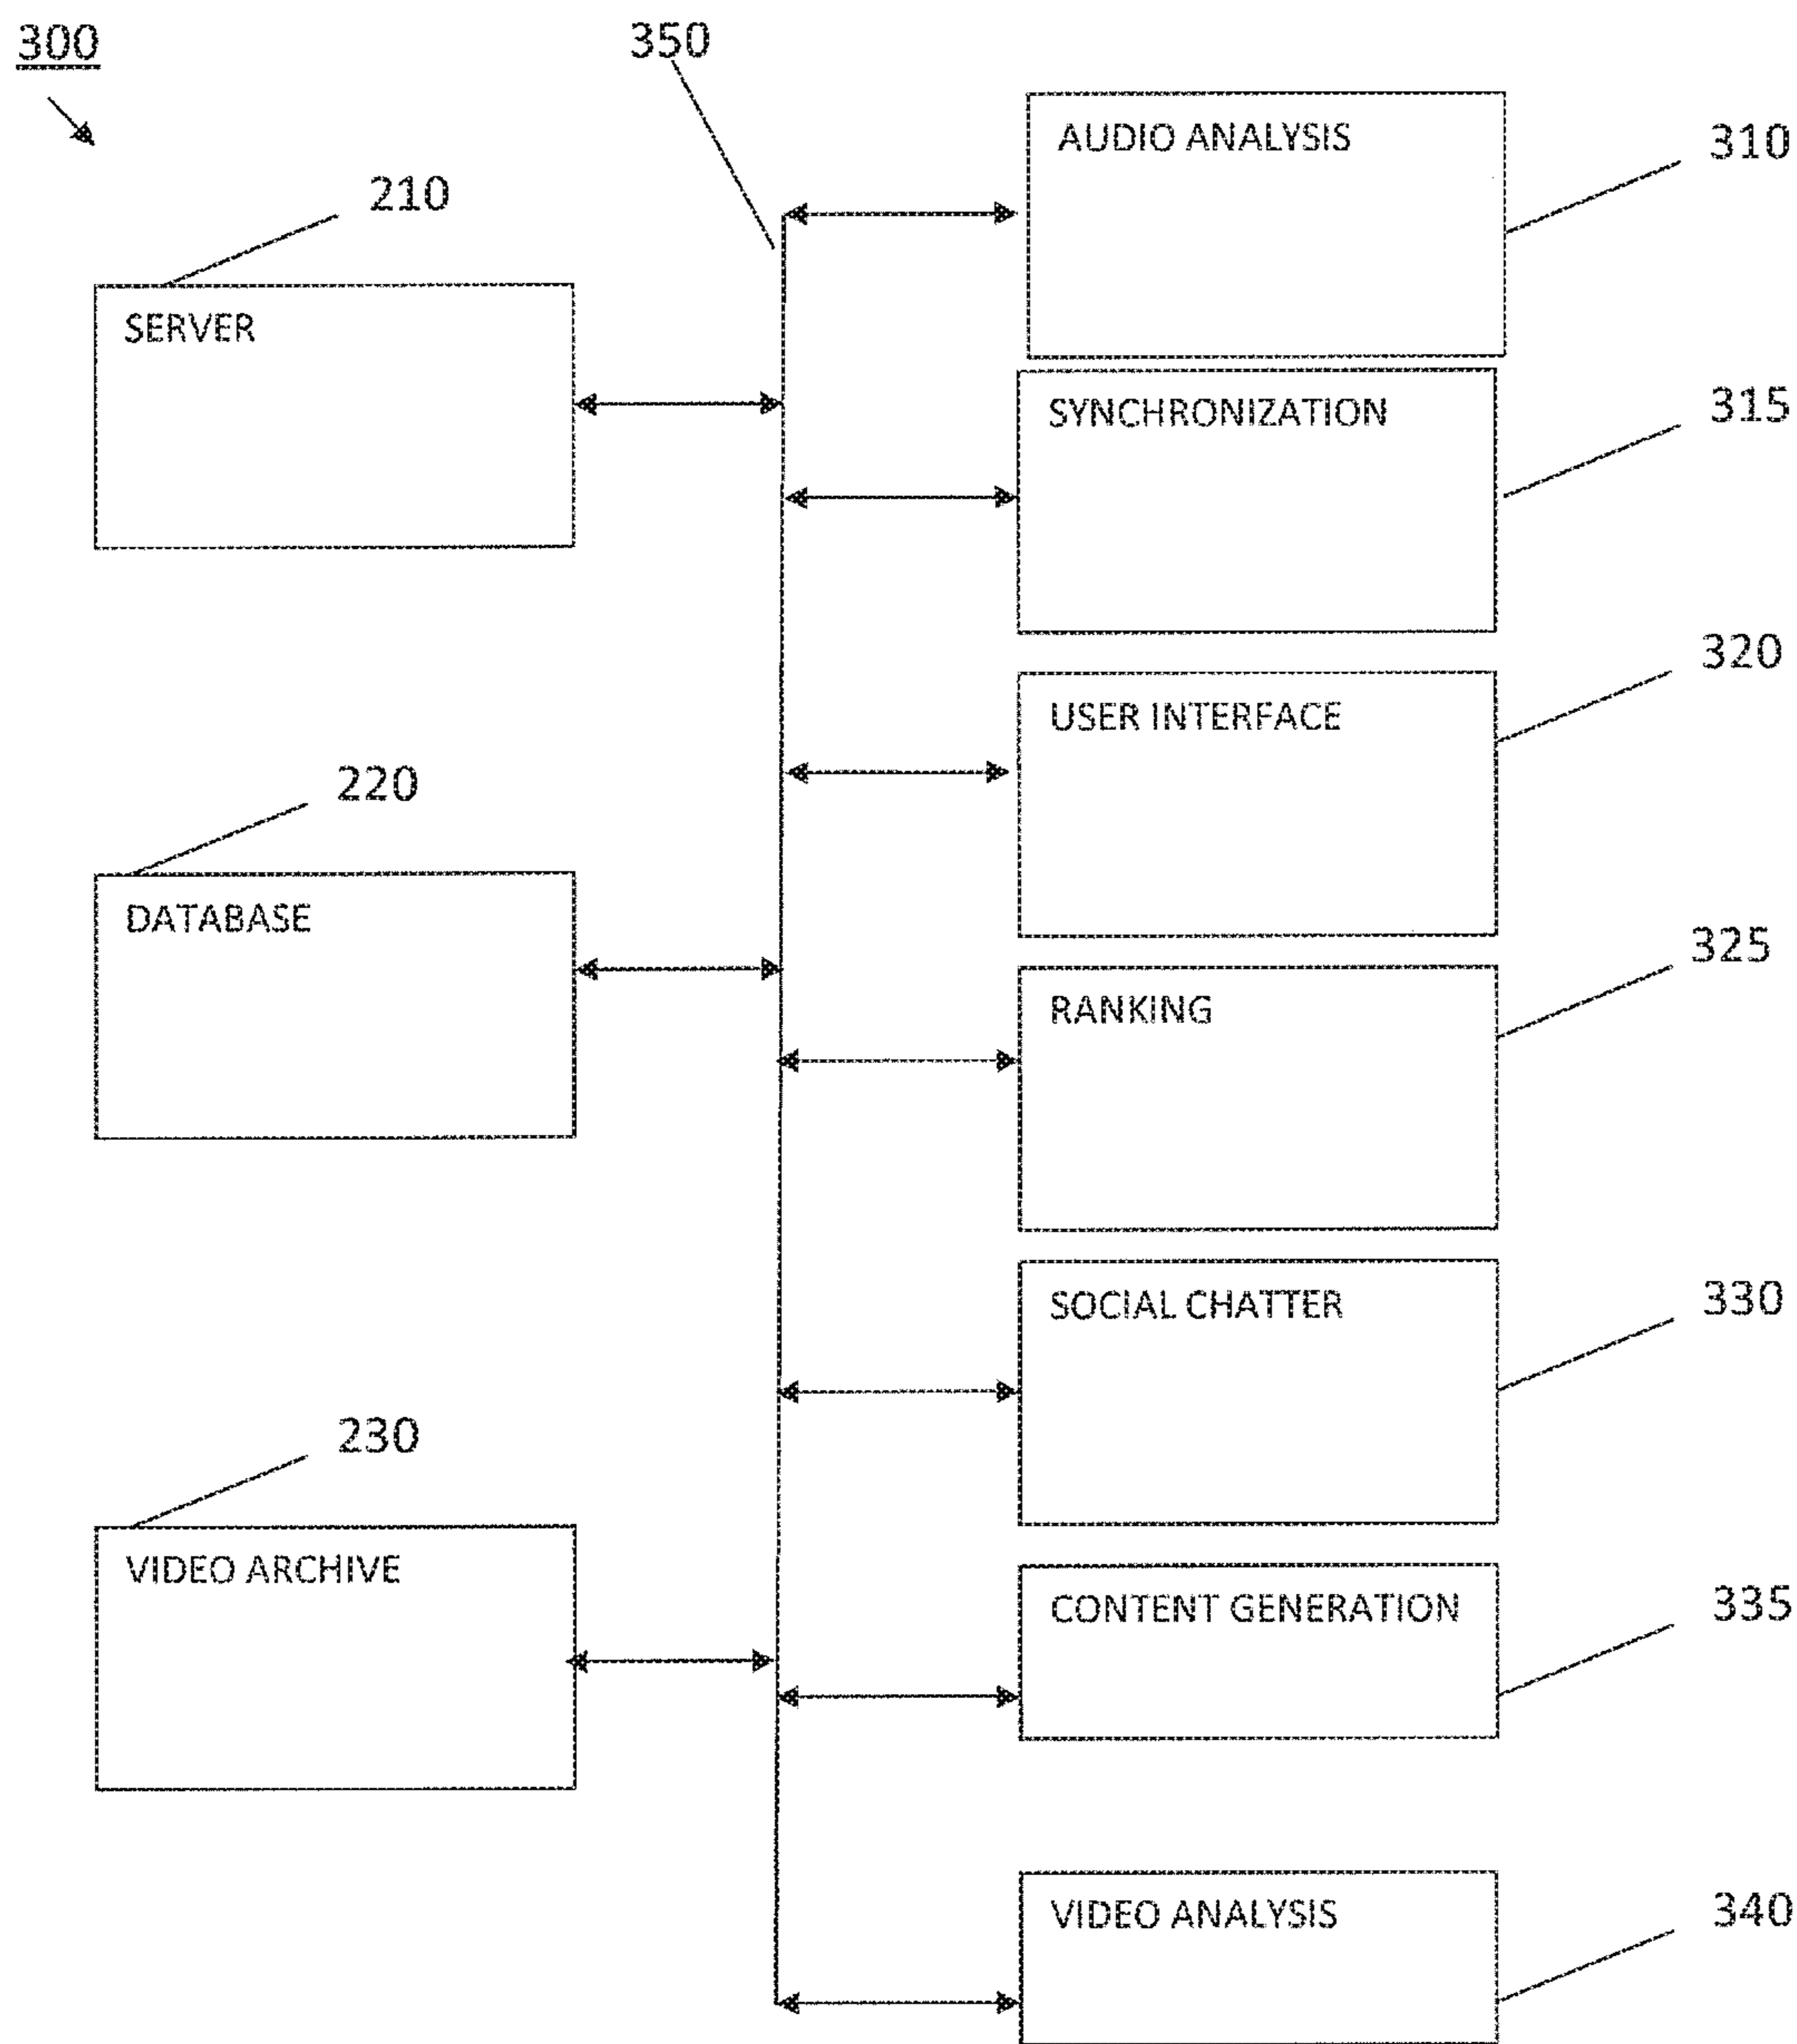 300
350
AUDIO ANALYSIS
310
210
SERVER
SYNCHRONIZATION
315
320
USER INTERFACE
220
DATABASE
325
RANKING
330
SOCIAL CHATTER
230
VIDEO ARCHIVE
CONTENT GENERATION
335
VIDEO ANALYSIS
340